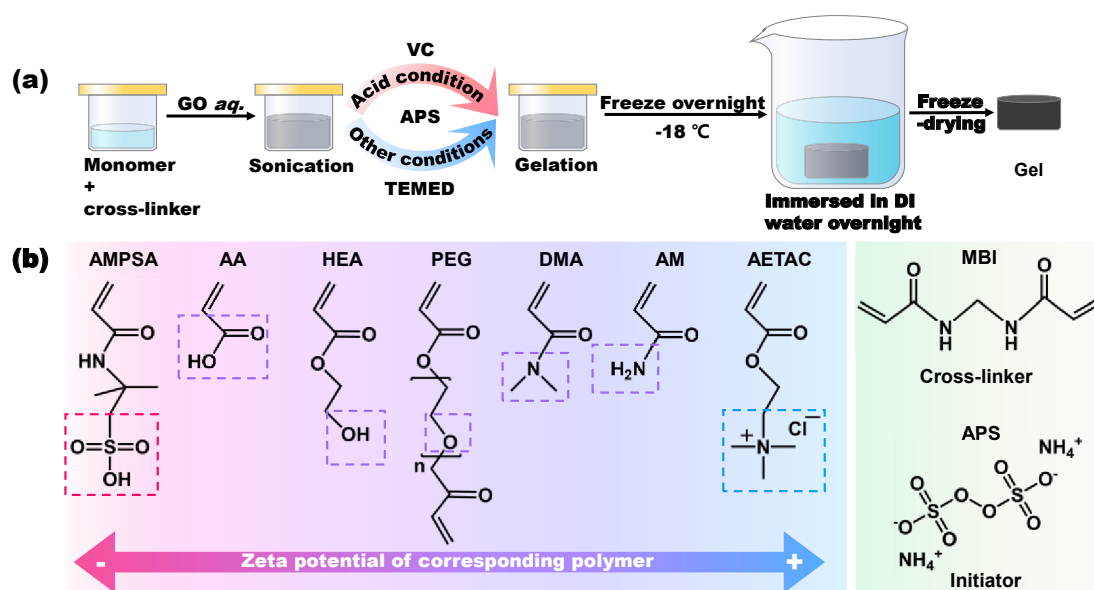 (a)
VC
Acid condition
GO aq.
APS
Other conditions
TEMED
Monomer
+
cross-linker
Sonication
Gelation
Freeze overnight
-18 ℃
Immersed in DI
water overnight
Freeze
-drying
Gel
(b)
AMPSA
AA
HEA
PEG
DMA
AM
AETAC
O
HN
O=S=O
OH
O
HO
O
O
OH
O
O
O
n
O
O
N
O
H₂N
O
O
N
+
Cl—
- Zeta potential of corresponding polymer +
MBI
O
O
N
H
N
H
Cross-linker
APS
NH₄⁺
O
O
S
O⁻
O
O
O
S
⁻O
O
O
NH₄⁺
Initiator